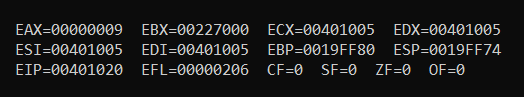 EAX=00000009 EBX=00227000 ECX=00401005 EDX=00401005
ESI=00401005 EDI=00401005 EBP=0019FF80 ESP=0019FF74
EIP=00401020 EFL=00000206 CF=0 SF=0 ZF=0 OF=0